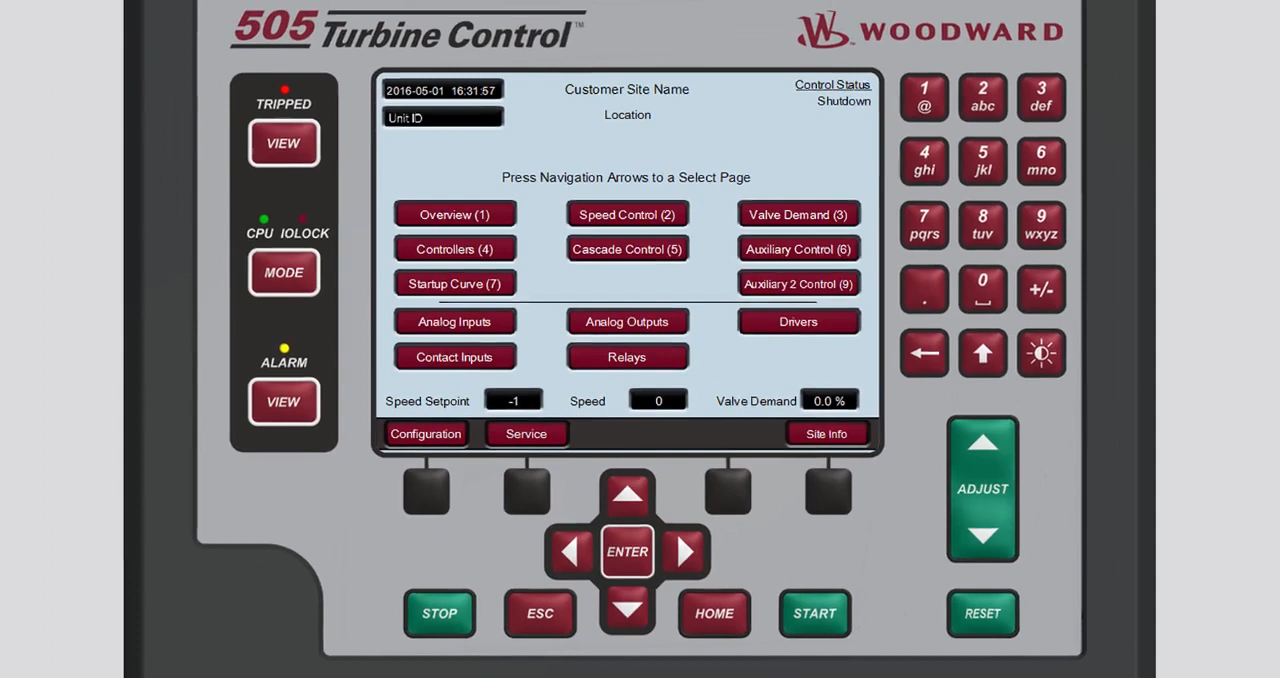 505 Turbine Control™
WOODWARD
TRIPPED
VIEW
CPU IOLOCK
MODE
ALARM
VIEW
2016-05-01 16:31:57
Unit ID
Customer Site Name
Location
Control Status
Shutdown
Press Navigation Arrows to a Select Page
Overview (1) Speed Control (2) Valve Demand (3)
Controllers (4) Cascade Control (5) Auxiliary Control (6)
Startup Curve (7) Auxiliary 2 Control (9)
Analog Inputs Analog Outputs Drivers
Contact Inputs Relays
Speed Setpoint -1 Speed 0 Valve Demand 0.0 %
Configuration Service Site Info
1 2 3
@ abc def
4 5 6
ghi jkl mno
7 8 9
pqrs tuv wxyz
. 0 +/-
ADJUST
ENTER
STOP ESC HOME START RESET